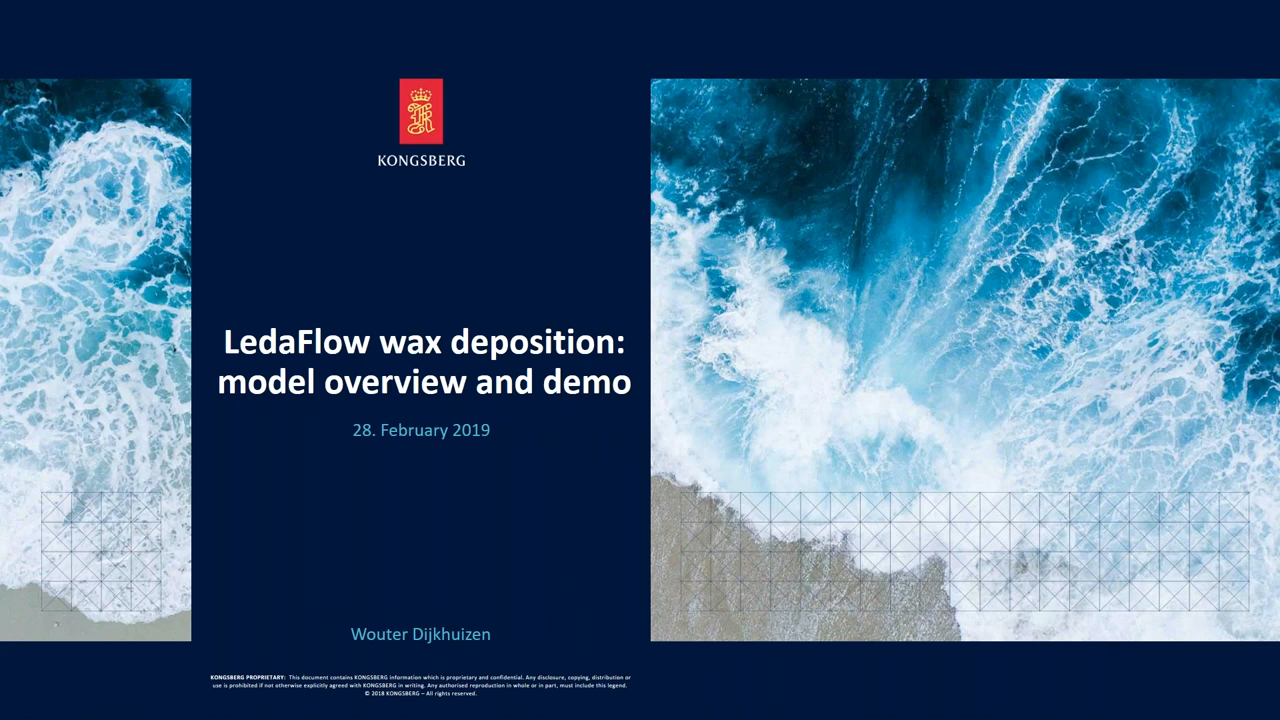 KONGSBERG
LedaFlow wax deposition:
model overview and demo
28. February 2019
Wouter Dijkhuizen
KONGSBERG PROPRIETARY: This document contains KONGSBERG information which is proprietary and confidential. Any disclosure, copying, distribution or
use is prohibited if not otherwise explicitly agreed with KONGSBERG in writing. Any authorised reproduction in whole or in part, must include this legend.
© 2018 KONGSBERG – All rights reserved.